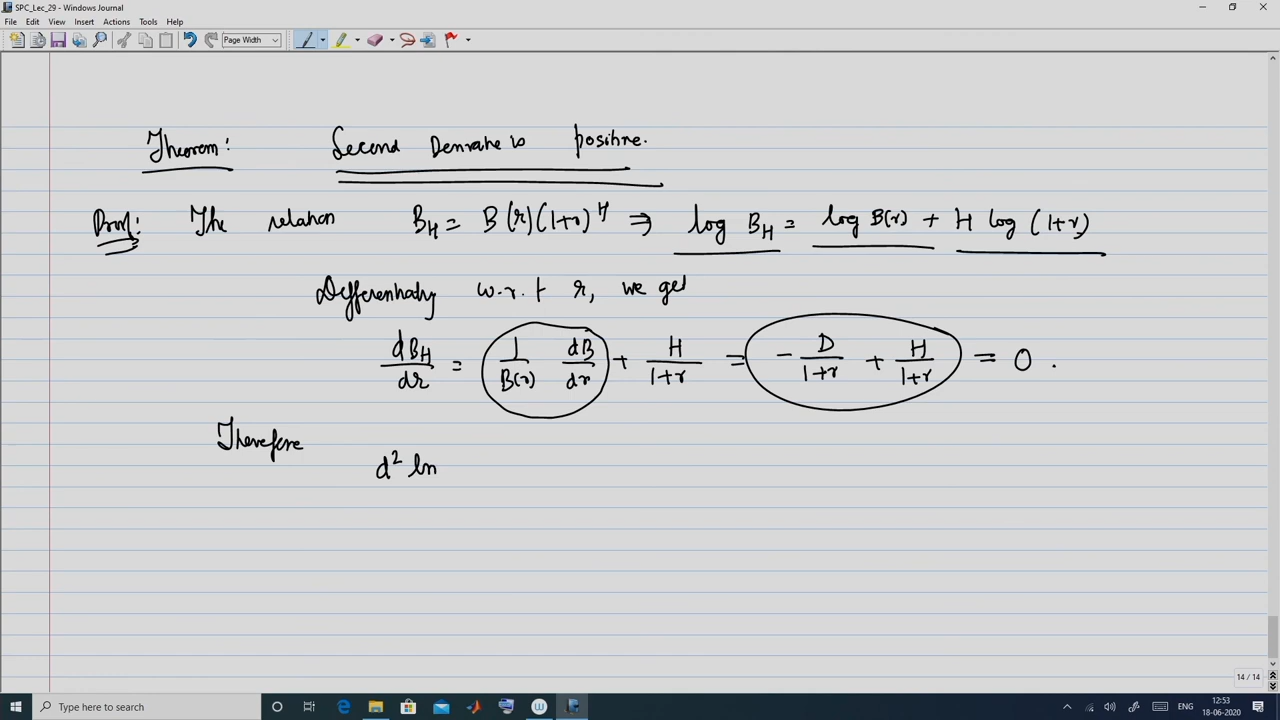 SPC_Lec_29 - Windows Journal
File Edit View Insert Actions Tools Help
Page Width
Theorem: Second Derivative is positive.
Proof: The relation B_H = B(r)(1+r)^H ⇒ log B_H = log B(r) + H log (1+r)
Differentiating w.r.t r, we get
dB_H/dr = 1/B(r) dB/dr + H/1+r = - D/1+r + H/1+r = 0.
Therefore
d² ln
14 / 14
Type here to search
ENG
12:53
18-06-2020